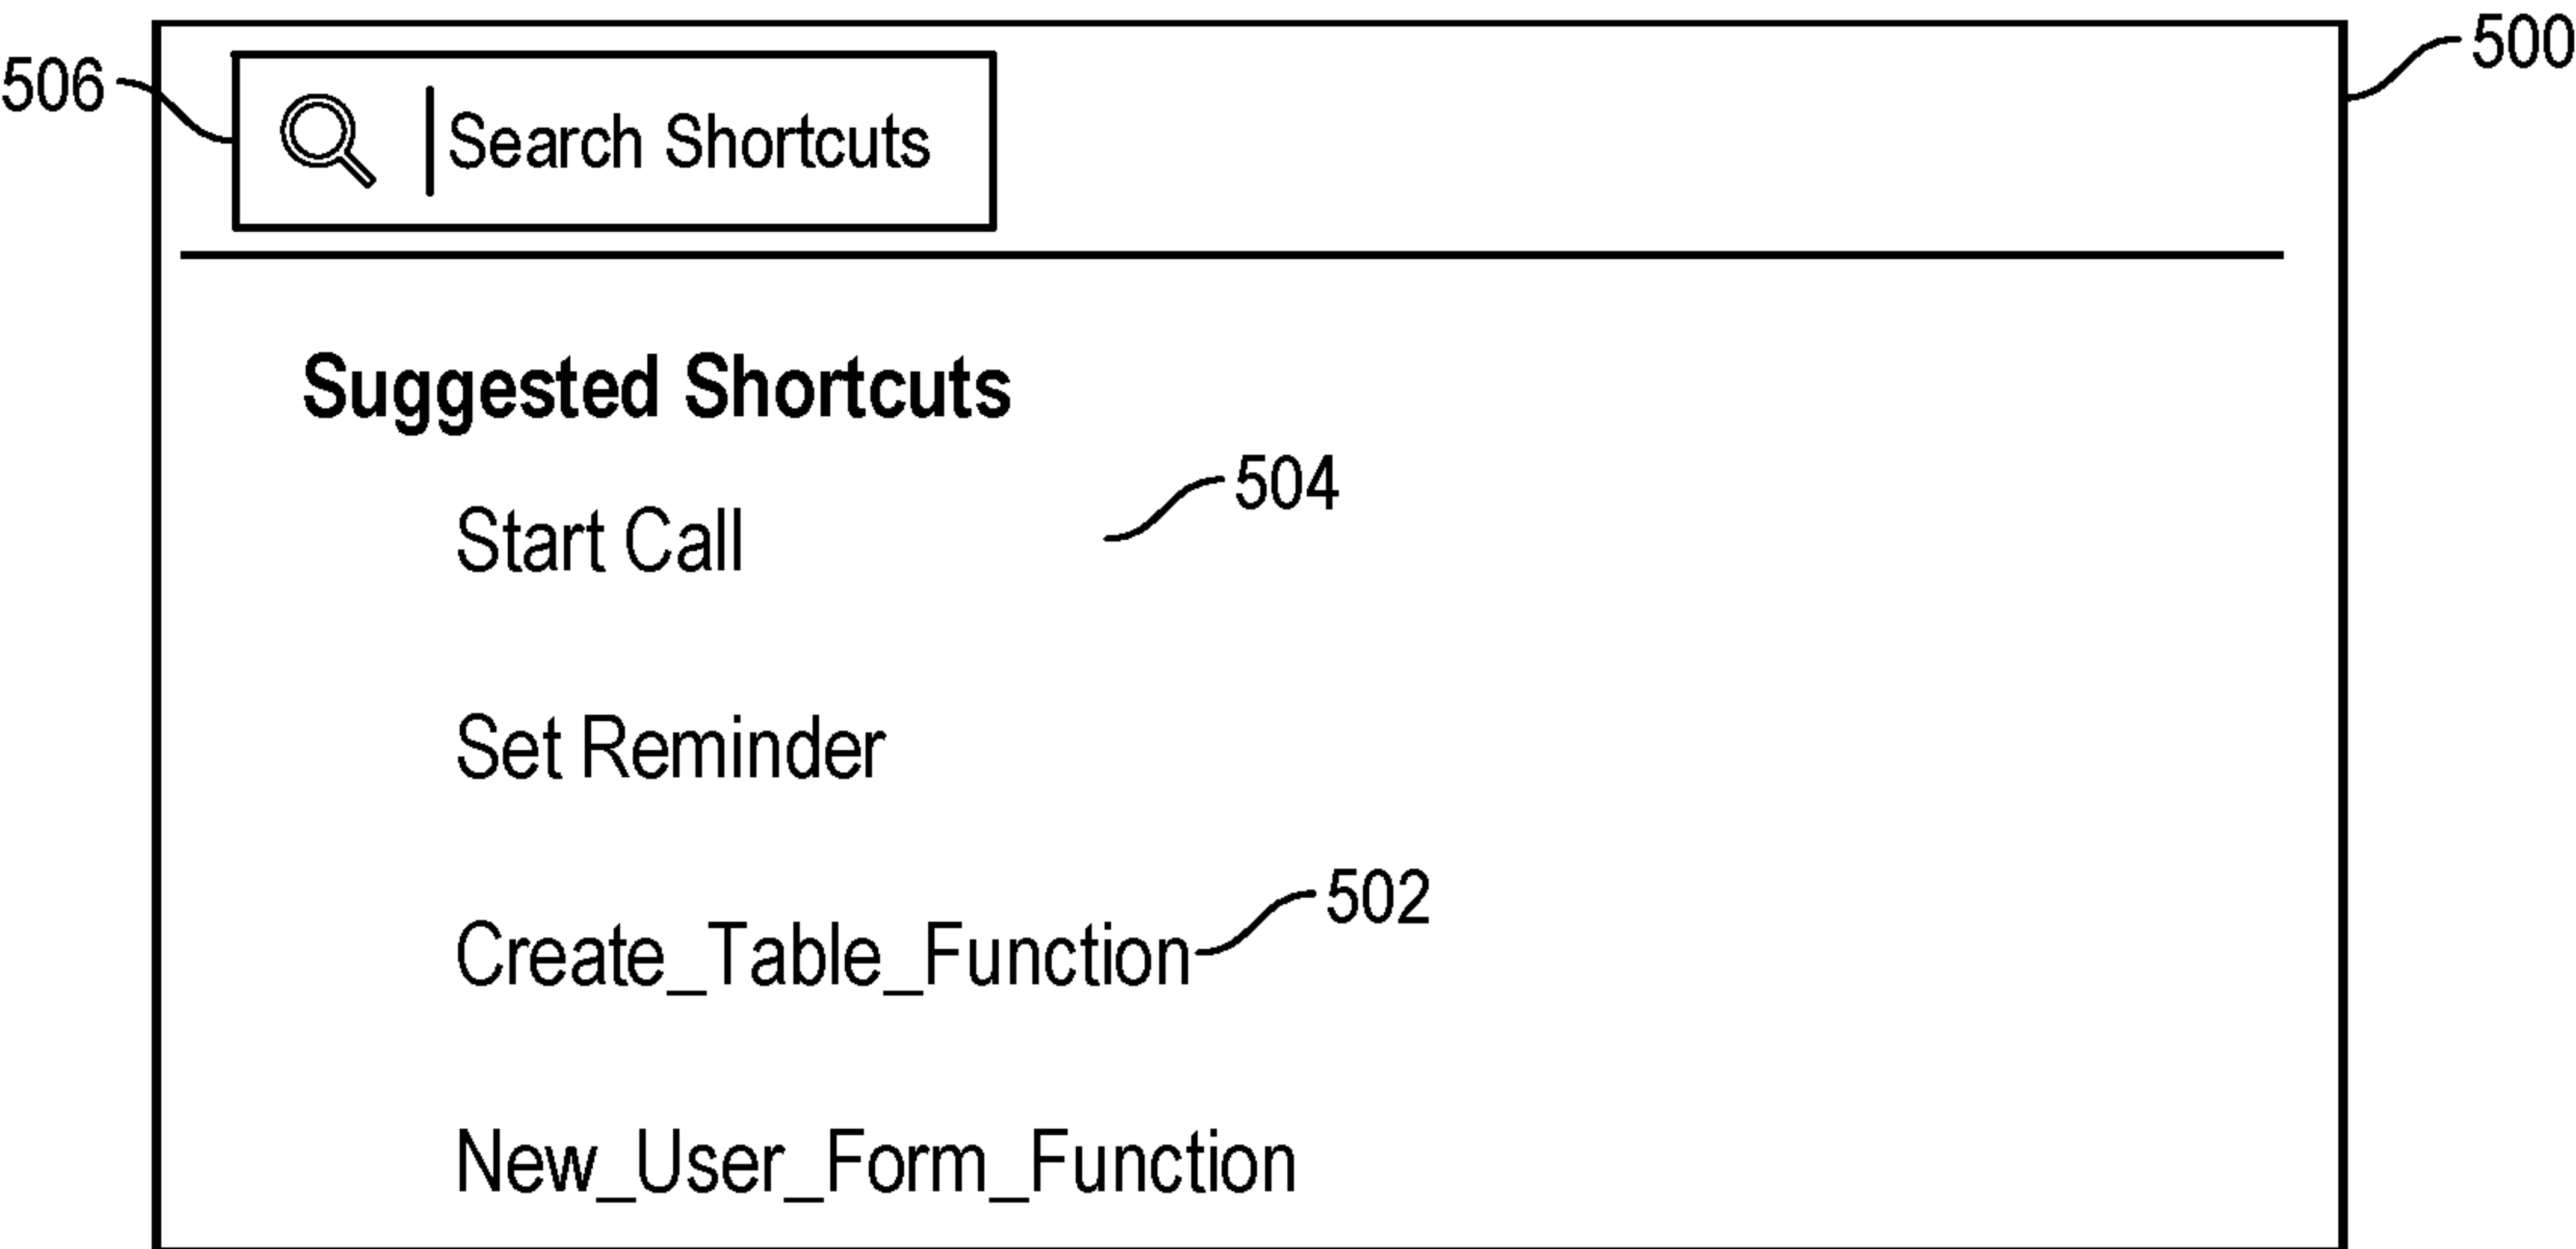 500
506
Search Shortcuts
Suggested Shortcuts
504
Start Call
Set Reminder
502
Create_Table_Function
New_User_Form_Function